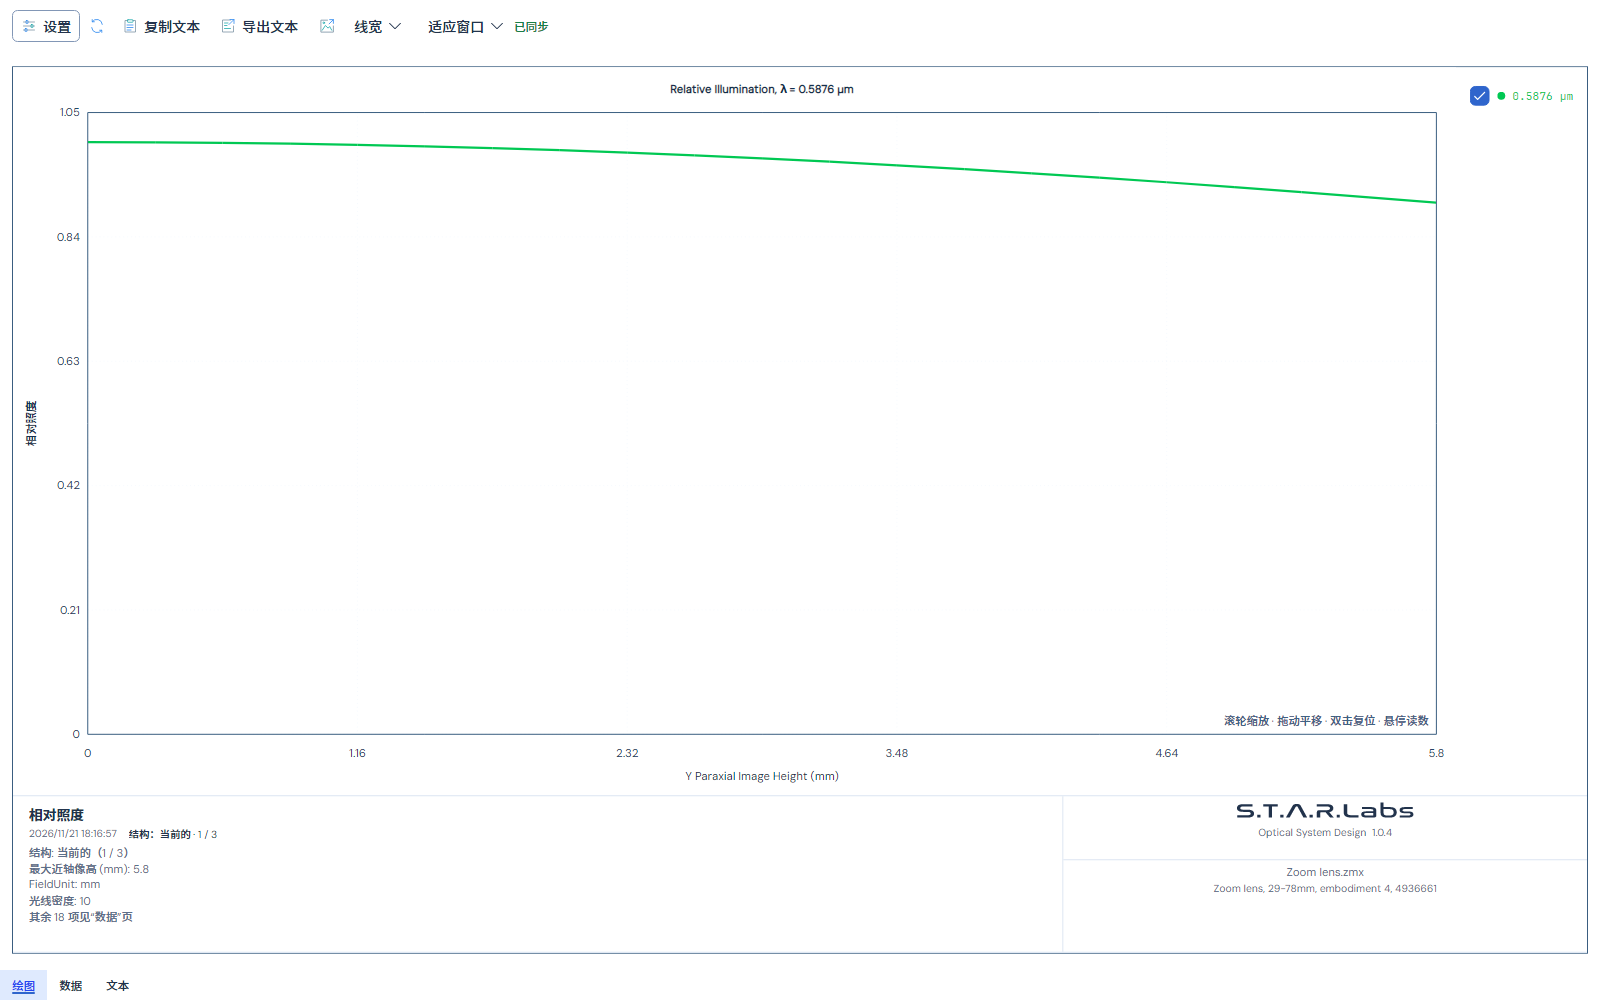 设置 复制文本 导出文本 线宽 适应窗口 已同步
Relative Illumination, λ = 0.5876 μm
0.5876 μm
1.05
0.84
0.63
0.42
0.21
0
相对照度
滚轮缩放 · 拖动平移 · 双击复位 · 悬停读数
0 1.16 2.32 3.48 4.64 5.8
Y Paraxial Image Height (mm)
相对照度
2026/11/21 18:16:57 结构：当前的 · 1 / 3
结构: 当前的（1 / 3）
最大近轴像高 (mm): 5.8
FieldUnit: mm
光线密度: 10
其余 18 项见“数据”页
S.T.A.R.Labs
Optical System Design 1.0.4
Zoom lens.zmx
Zoom lens, 29-78mm, embodiment 4, 4936661
绘图 数据 文本